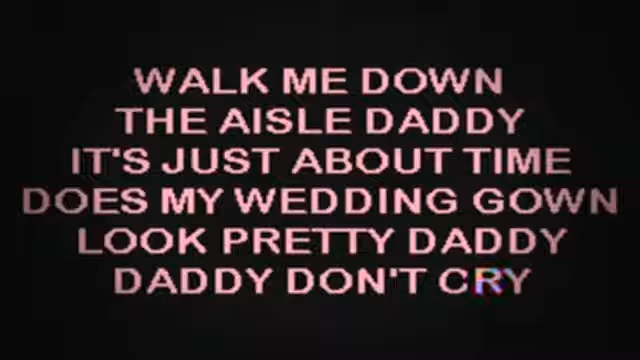 WALK ME DOWN
THE AISLE DADDY
IT'S JUST ABOUT TIME
DOES MY WEDDING GOWN
LOOK PRETTY DADDY
DADDY DON'T CRY